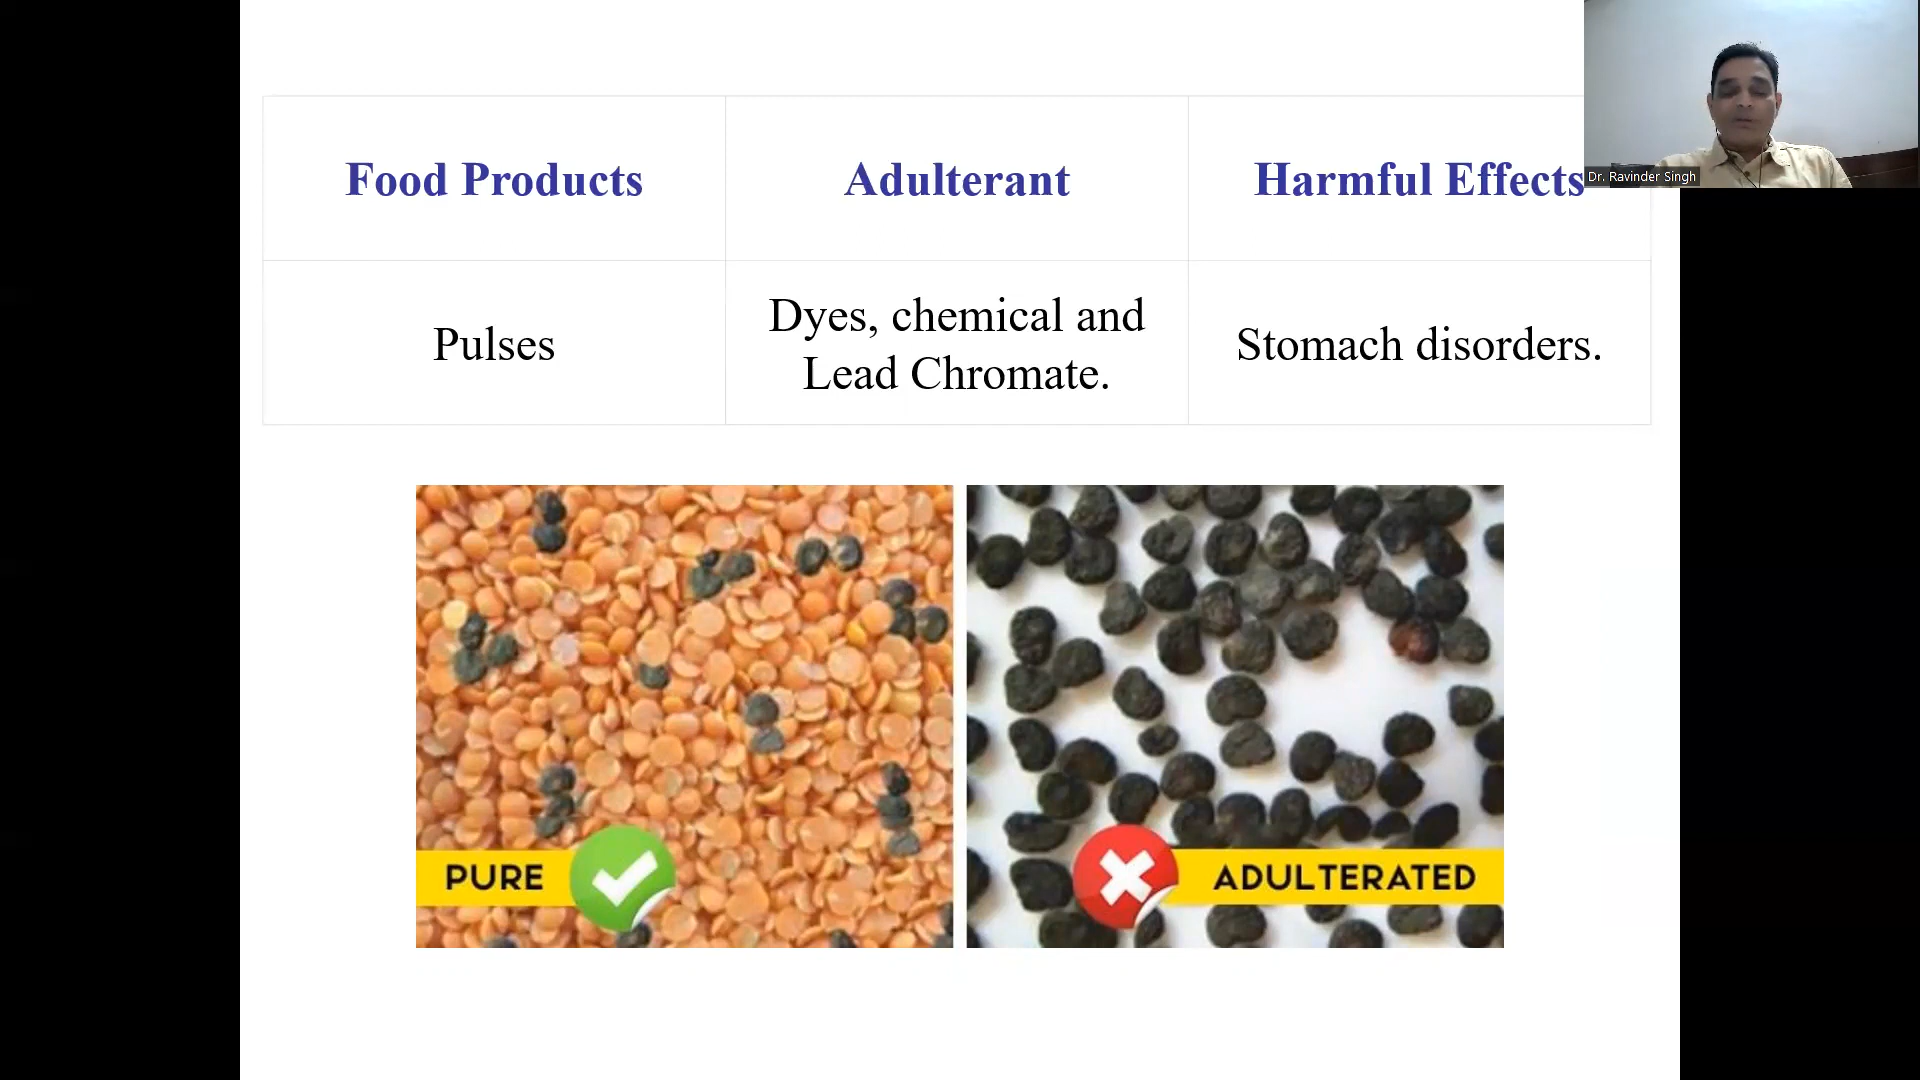 Food Products
Adulterant
Harmful Effects
Dr. Ravinder Singh
Pulses
Dyes, chemical and
Lead Chromate.
Stomach disorders.
PURE
ADULTERATED